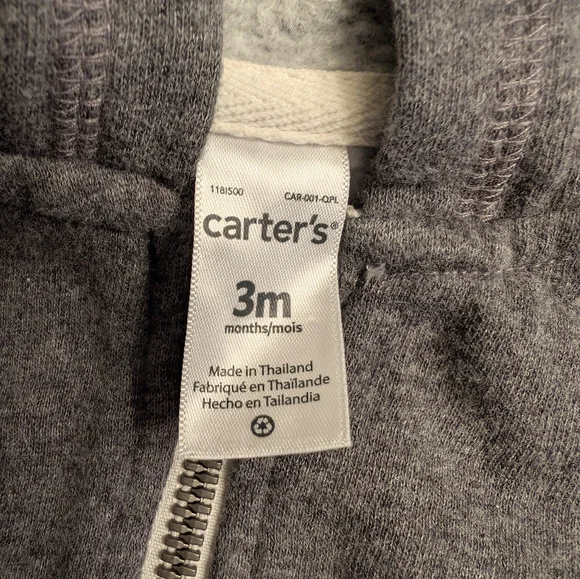 118I500 CAR-001-QPL
carter's®
3m
months/mois
Made in Thailand
Fabriqué en Thaïlande
Hecho en Tailandia